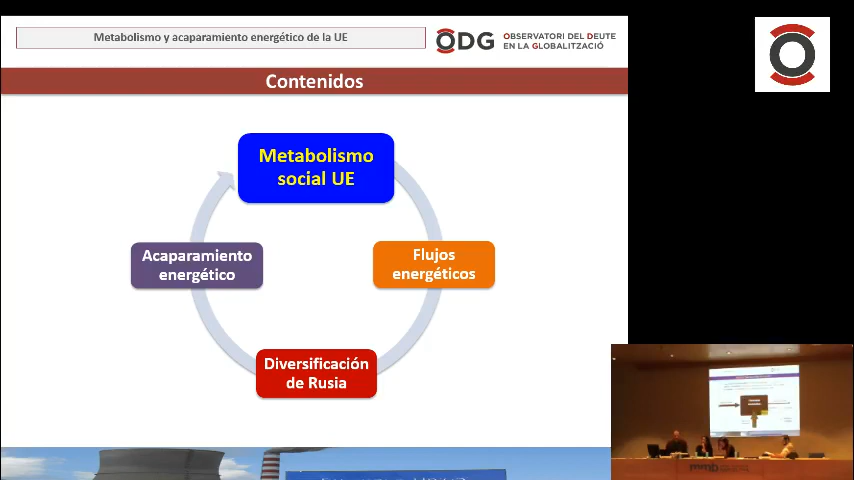 Metabolismo y acaparamiento energético de la UE
ODG
OBSERVATORI DEL DEUTE
EN LA GLOBALITZACIÓ
Contenidos
Metabolismo
social UE
Acaparamiento
energético
Flujos
energéticos
Diversificación
de Rusia
mmb